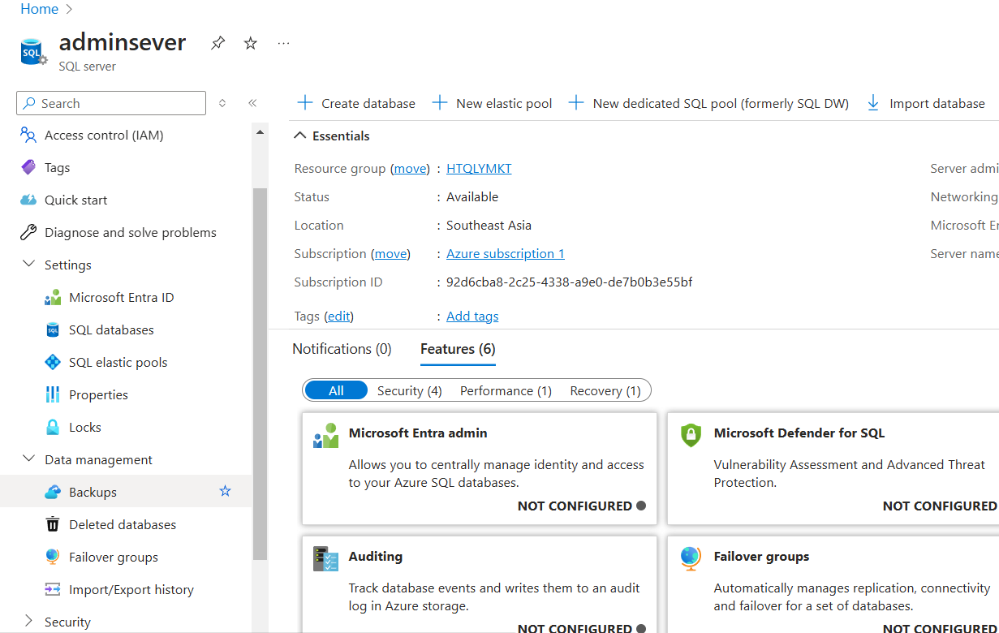 Home
adminsever
SQL server
Search
Create database
New elastic pool
New dedicated SQL pool (formerly SQL DW)
Import database
Access control (IAM)
Tags
Quick start
Diagnose and solve problems
Settings
Microsoft Entra ID
SQL databases
SQL elastic pools
Properties
Locks
Data management
Backups
Deleted databases
Failover groups
Import/Export history
Security
Essentials
Resource group (move) : HTQLYMKT
Status : Available
Location : Southeast Asia
Subscription (move) : Azure subscription 1
Subscription ID : 92d6cba8-2c25-4338-a9e0-de7b0b3e55bf
Tags (edit) : Add tags
Server admi
Networking
Microsoft E
Server name
Notifications (0)
Features (6)
All
Security (4)
Performance (1)
Recovery (1)
Microsoft Entra admin
Allows you to centrally manage identity and access
to your Azure SQL databases.
NOT CONFIGURED
Microsoft Defender for SQL
Vulnerability Assessment and Advanced Threat
Protection.
NOT CONFIGURED
Auditing
Track database events and writes them to an audit
log in Azure storage.
NOT CONFIGURED
Failover groups
Automatically manages replication, connectivity
and failover for a set of databases.
NOT CONFIGURED